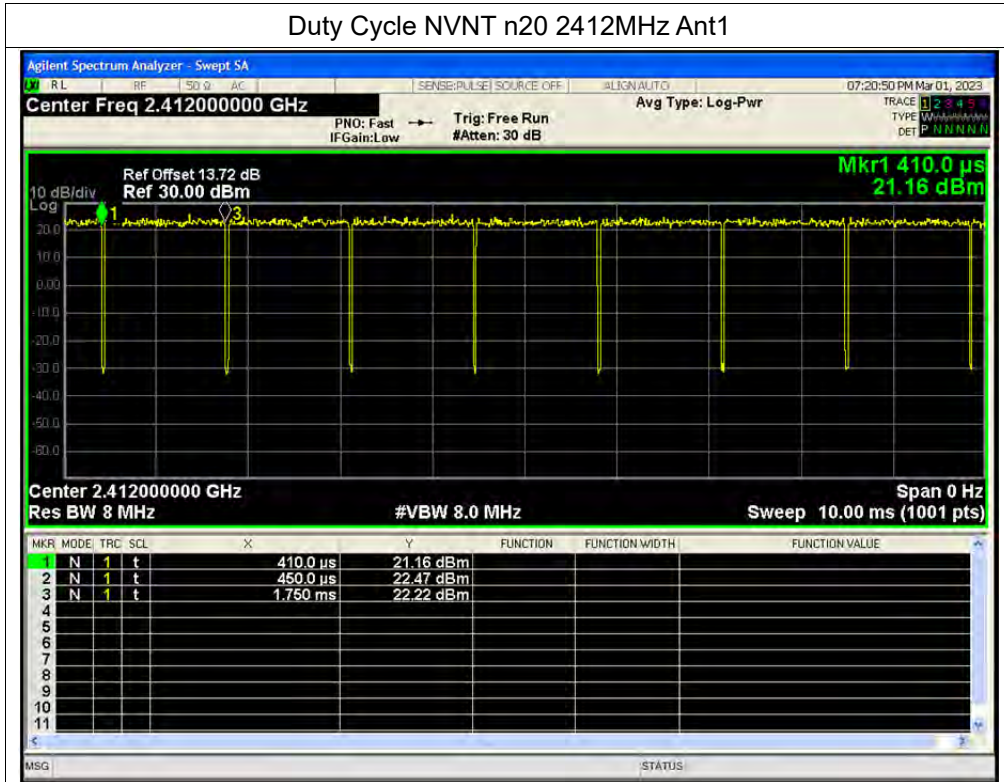 Duty Cycle NVNT n20 2412MHz Ant1
Agilent Spectrum Analyzer - Swept SA
RL RF 50 Ω AC SENSE:PULSE SOURCE OFF ALIGNAUTO 07:20:50 PM Mar 01, 2023
Center Freq 2.412000000 GHz Avg Type: Log-Pwr TRACE 1 2 3 4 5 6
PNO: Fast Trig: Free Run TYPE
IFGain:Low #Atten: 30 dB DET P N N N N N
Mkr1 410.0 µs
Ref Offset 13.72 dB
10 dB/div Ref 30.00 dBm 21.16 dBm
Log
1 3
20.0
10.0
0.00
-10.0
-20.0
-30.0
-40.0
-50.0
-60.0
Center 2.412000000 GHz Span 0 Hz
Res BW 8 MHz #VBW 8.0 MHz Sweep 10.00 ms (1001 pts)
MKR MODE TRC SCL X Y FUNCTION FUNCTION WIDTH FUNCTION VALUE
1 N 1 t 410.0 µs 21.16 dBm
2 N 1 t 450.0 µs 22.47 dBm
3 N 1 t 1.750 ms 22.22 dBm
4
5
6
7
8
9
10
11
MSG STATUS